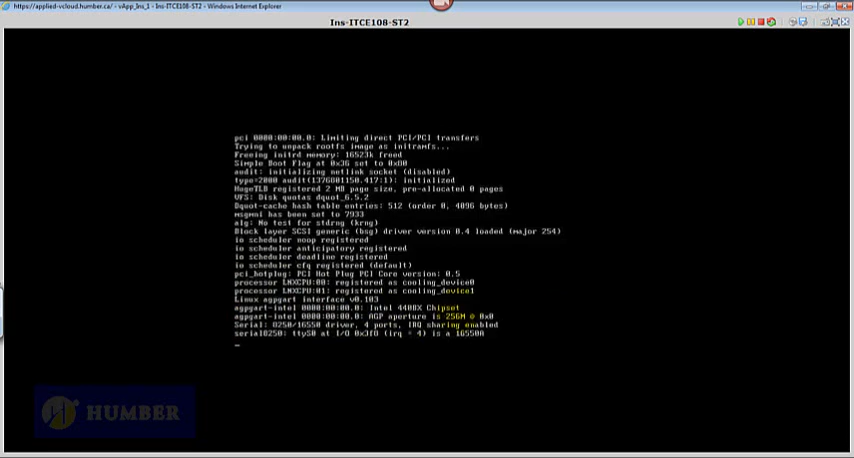 https://applied-vcloud.humber.ca/ - vApp_Ins_1 - Ins-ITCE108-ST2 - Windows Internet Explorer
Ins-ITCE108-ST2
pci 0000:00:00.0: Limiting direct PCI/PCI transfers
Trying to unpack rootfs image as initramfs...
Freeing initrd memory: 16523k freed
Simple Boot Flag at 0x36 set to 0x80
audit: initializing netlink socket (disabled)
type=2000 audit(1376001150.417:1): initialized
HugeTLB registered 2 MB page size, pre-allocated 0 pages
VFS: Disk quotas dquot_6.5.2
Dquot-cache hash table entries: 512 (order 0, 4096 bytes)
msgmni has been set to 7933
alg: No test for stdrng (krng)
Block layer SCSI generic (bsg) driver version 0.4 loaded (major 254)
io scheduler noop registered
io scheduler anticipatory registered
io scheduler deadline registered
io scheduler cfq registered (default)
pci_hotplug: PCI Hot Plug PCI Core version: 0.5
processor LNXCPU:00: registered as cooling_device0
processor LNXCPU:01: registered as cooling_device1
Linux agpgart interface v0.103
agpgart-intel 0000:00:00.0: Intel 440BX Chipset
agpgart-intel 0000:00:00.0: AGP aperture is 256M @ 0x0
Serial: 8250/16550 driver, 4 ports, IRQ sharing enabled
serial8250: ttyS0 at I/O 0x3f8 (irq = 4) is a 16550A
HUMBER